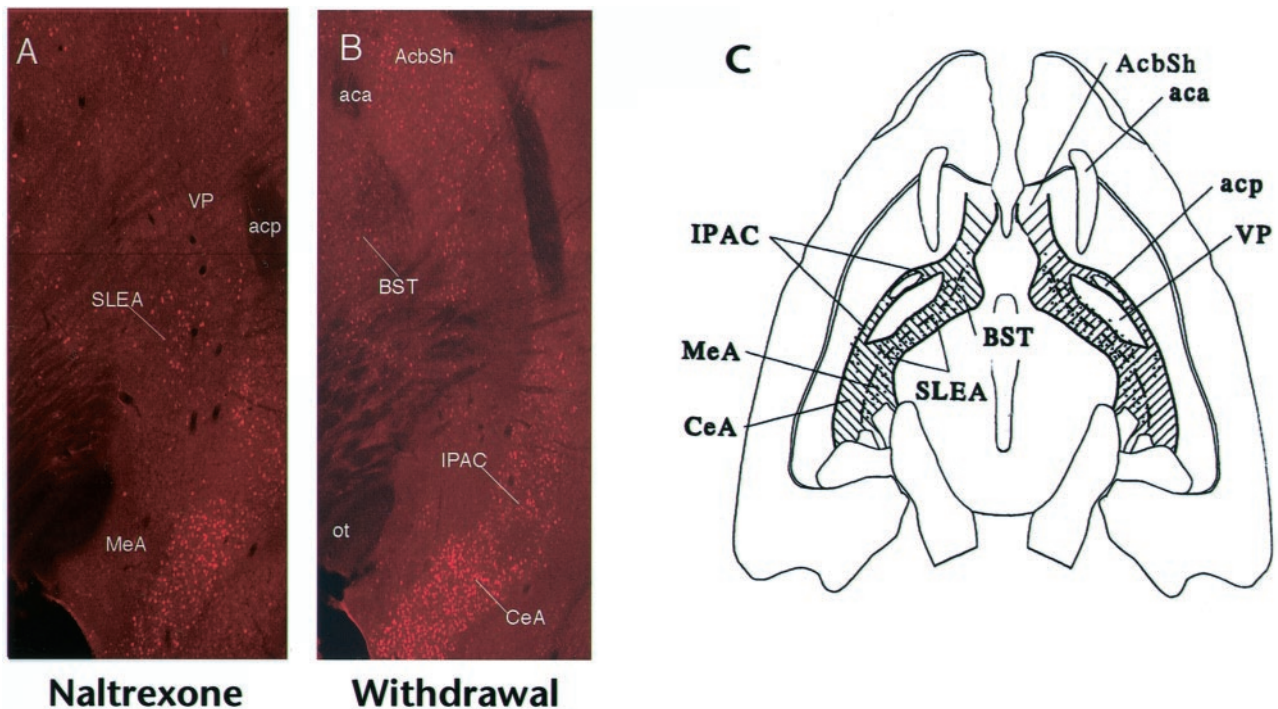 A
VP
acp
SLEA
MeA
Naltrexone
B
AcbSh
aca
BST
IPAC
ot
CeA
Withdrawal
C
AcbSh
aca
acp
VP
IPAC
BST
MeA
SLEA
CeA